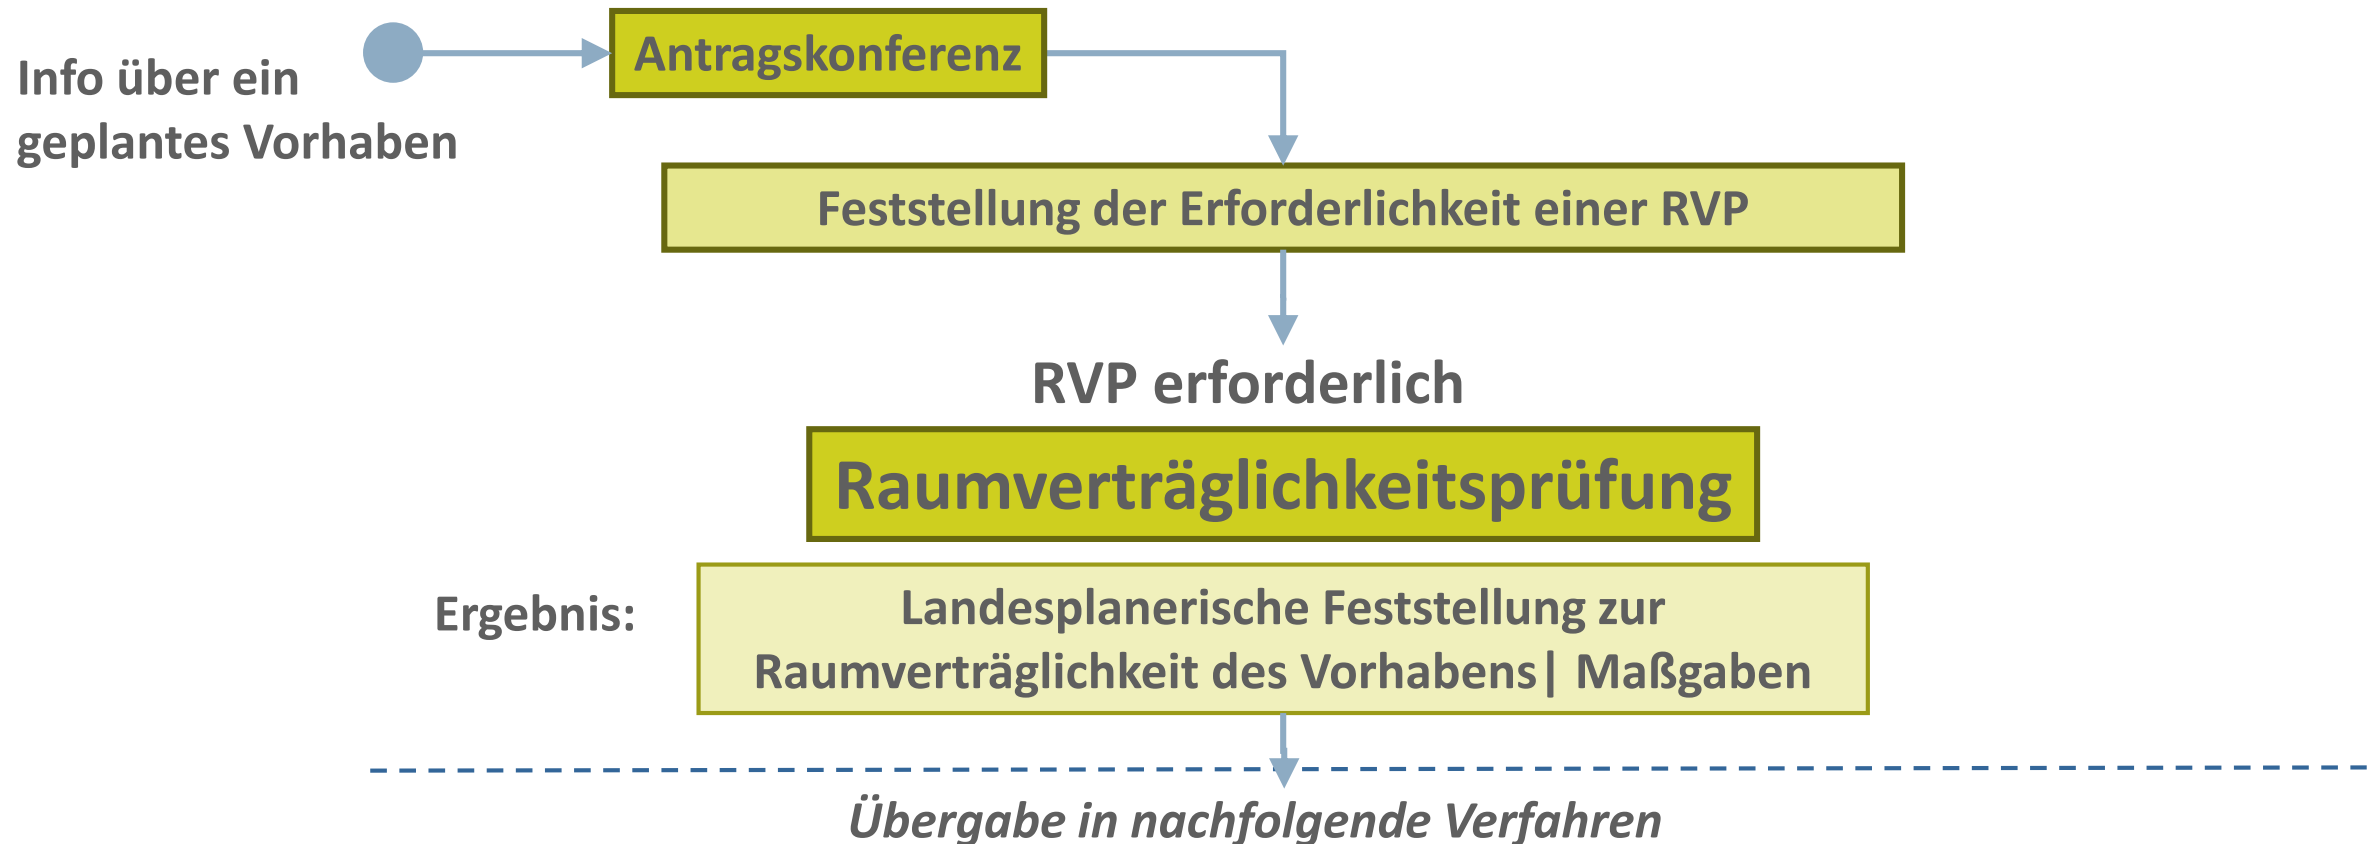 Info über ein
geplantes Vorhaben
Antragskonferenz
Feststellung der Erforderlichkeit einer RVP
RVP erforderlich
Raumverträglichkeitsprüfung
Ergebnis:
Landesplanerische Feststellung zur
Raumverträglichkeit des Vorhabens| Maßgaben
Übergabe in nachfolgende Verfahren